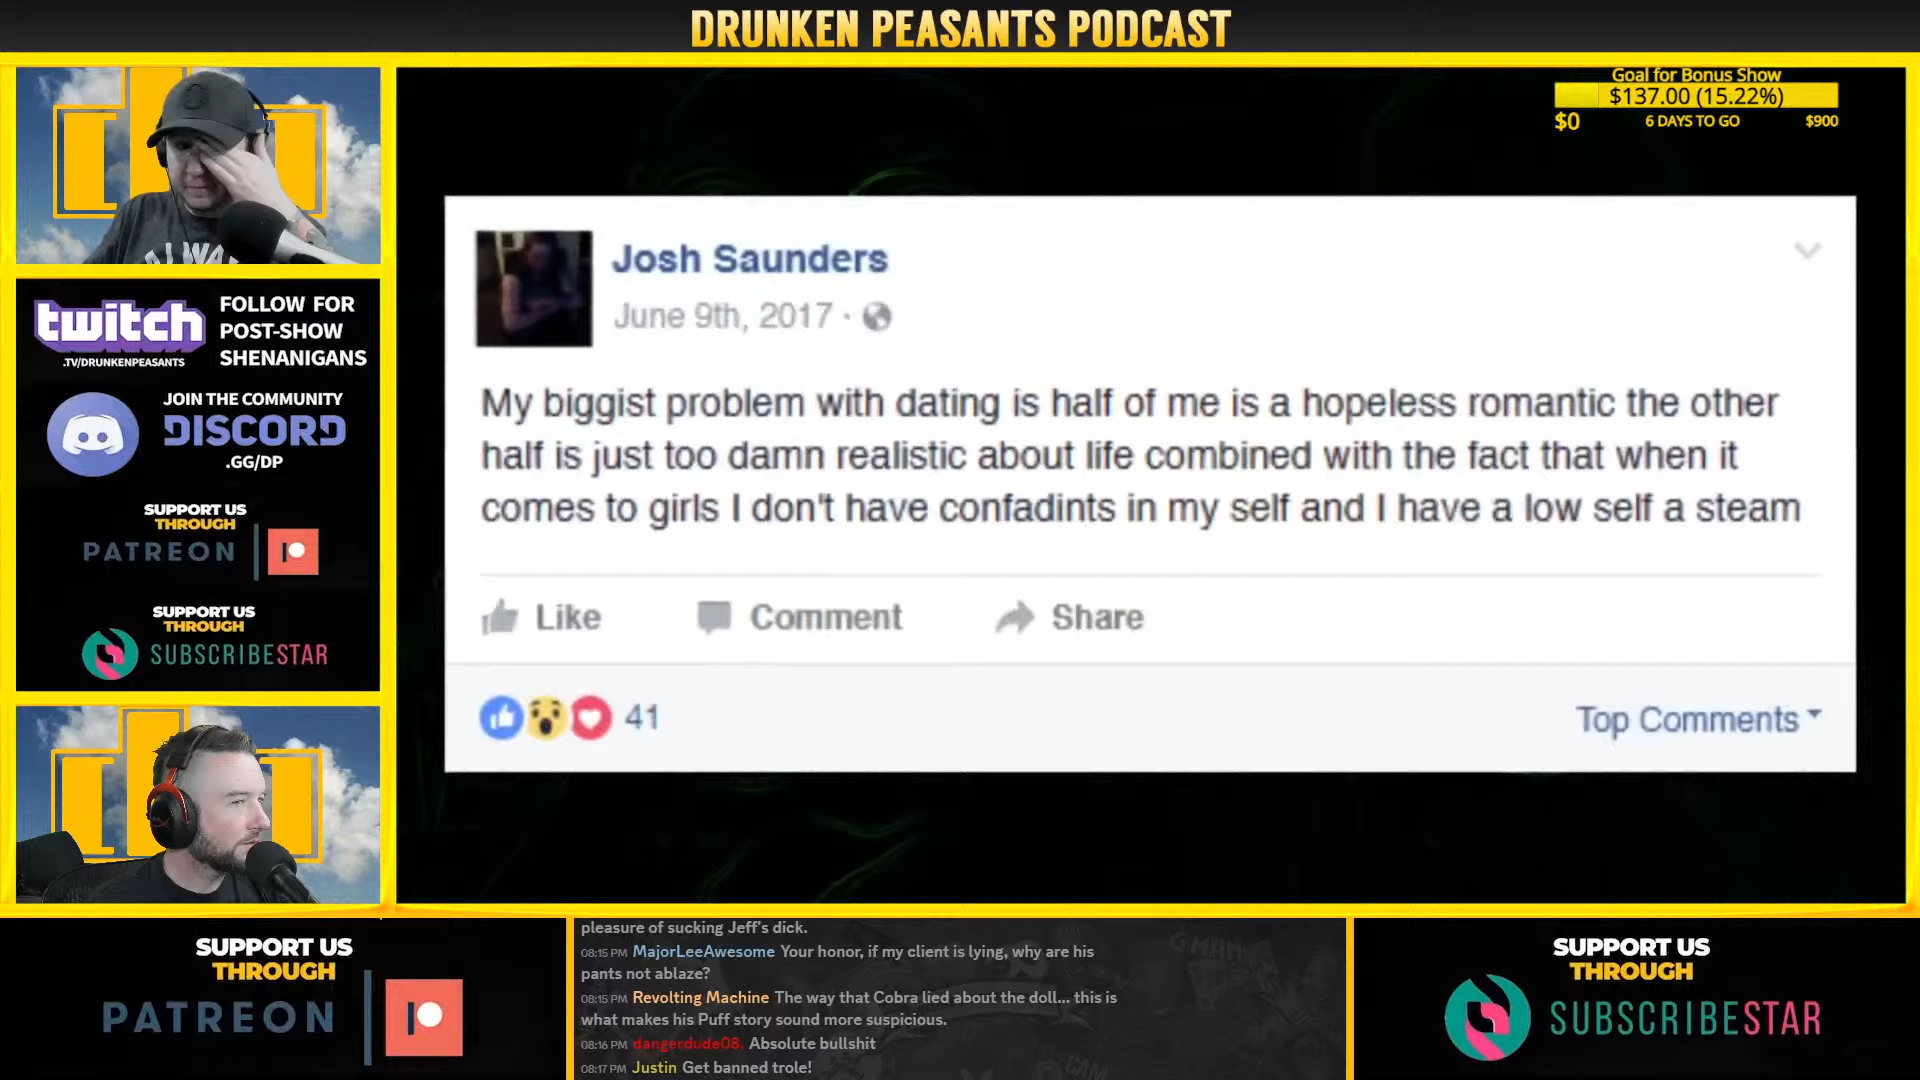 DRUNKEN PEASANTS PODCAST
Goal for Bonus Show
$137.00 (15.22%)
$0 6 DAYS TO GO $900
twitch
.TV/DRUNKENPEASANTS
FOLLOW FOR
POST-SHOW
SHENANIGANS
JOIN THE COMMUNITY
DISCORD
.GG/DP
SUPPORT US
THROUGH
PATREON
SUPPORT US
THROUGH
SUBSCRIBESTAR
Josh Saunders
June 9th, 2017 ·
My biggist problem with dating is half of me is a hopeless romantic the other
half is just too damn realistic about life combined with the fact that when it
comes to girls I don't have confadints in my self and I have a low self a steam
Like Comment Share
41 Top Comments
SUPPORT US
THROUGH
PATREON
pleasure of sucking Jeff's dick.
08:15 PM MajorLeeAwesome Your honor, if my client is lying, why are his
pants not ablaze?
08:15 PM Revolting Machine The way that Cobra lied about the doll... this is
what makes his Puff story sound more suspicious.
08:16 PM dangerdude08. Absolute bullshit
08:17 PM Justin Get banned trole!
SUPPORT US
THROUGH
SUBSCRIBESTAR